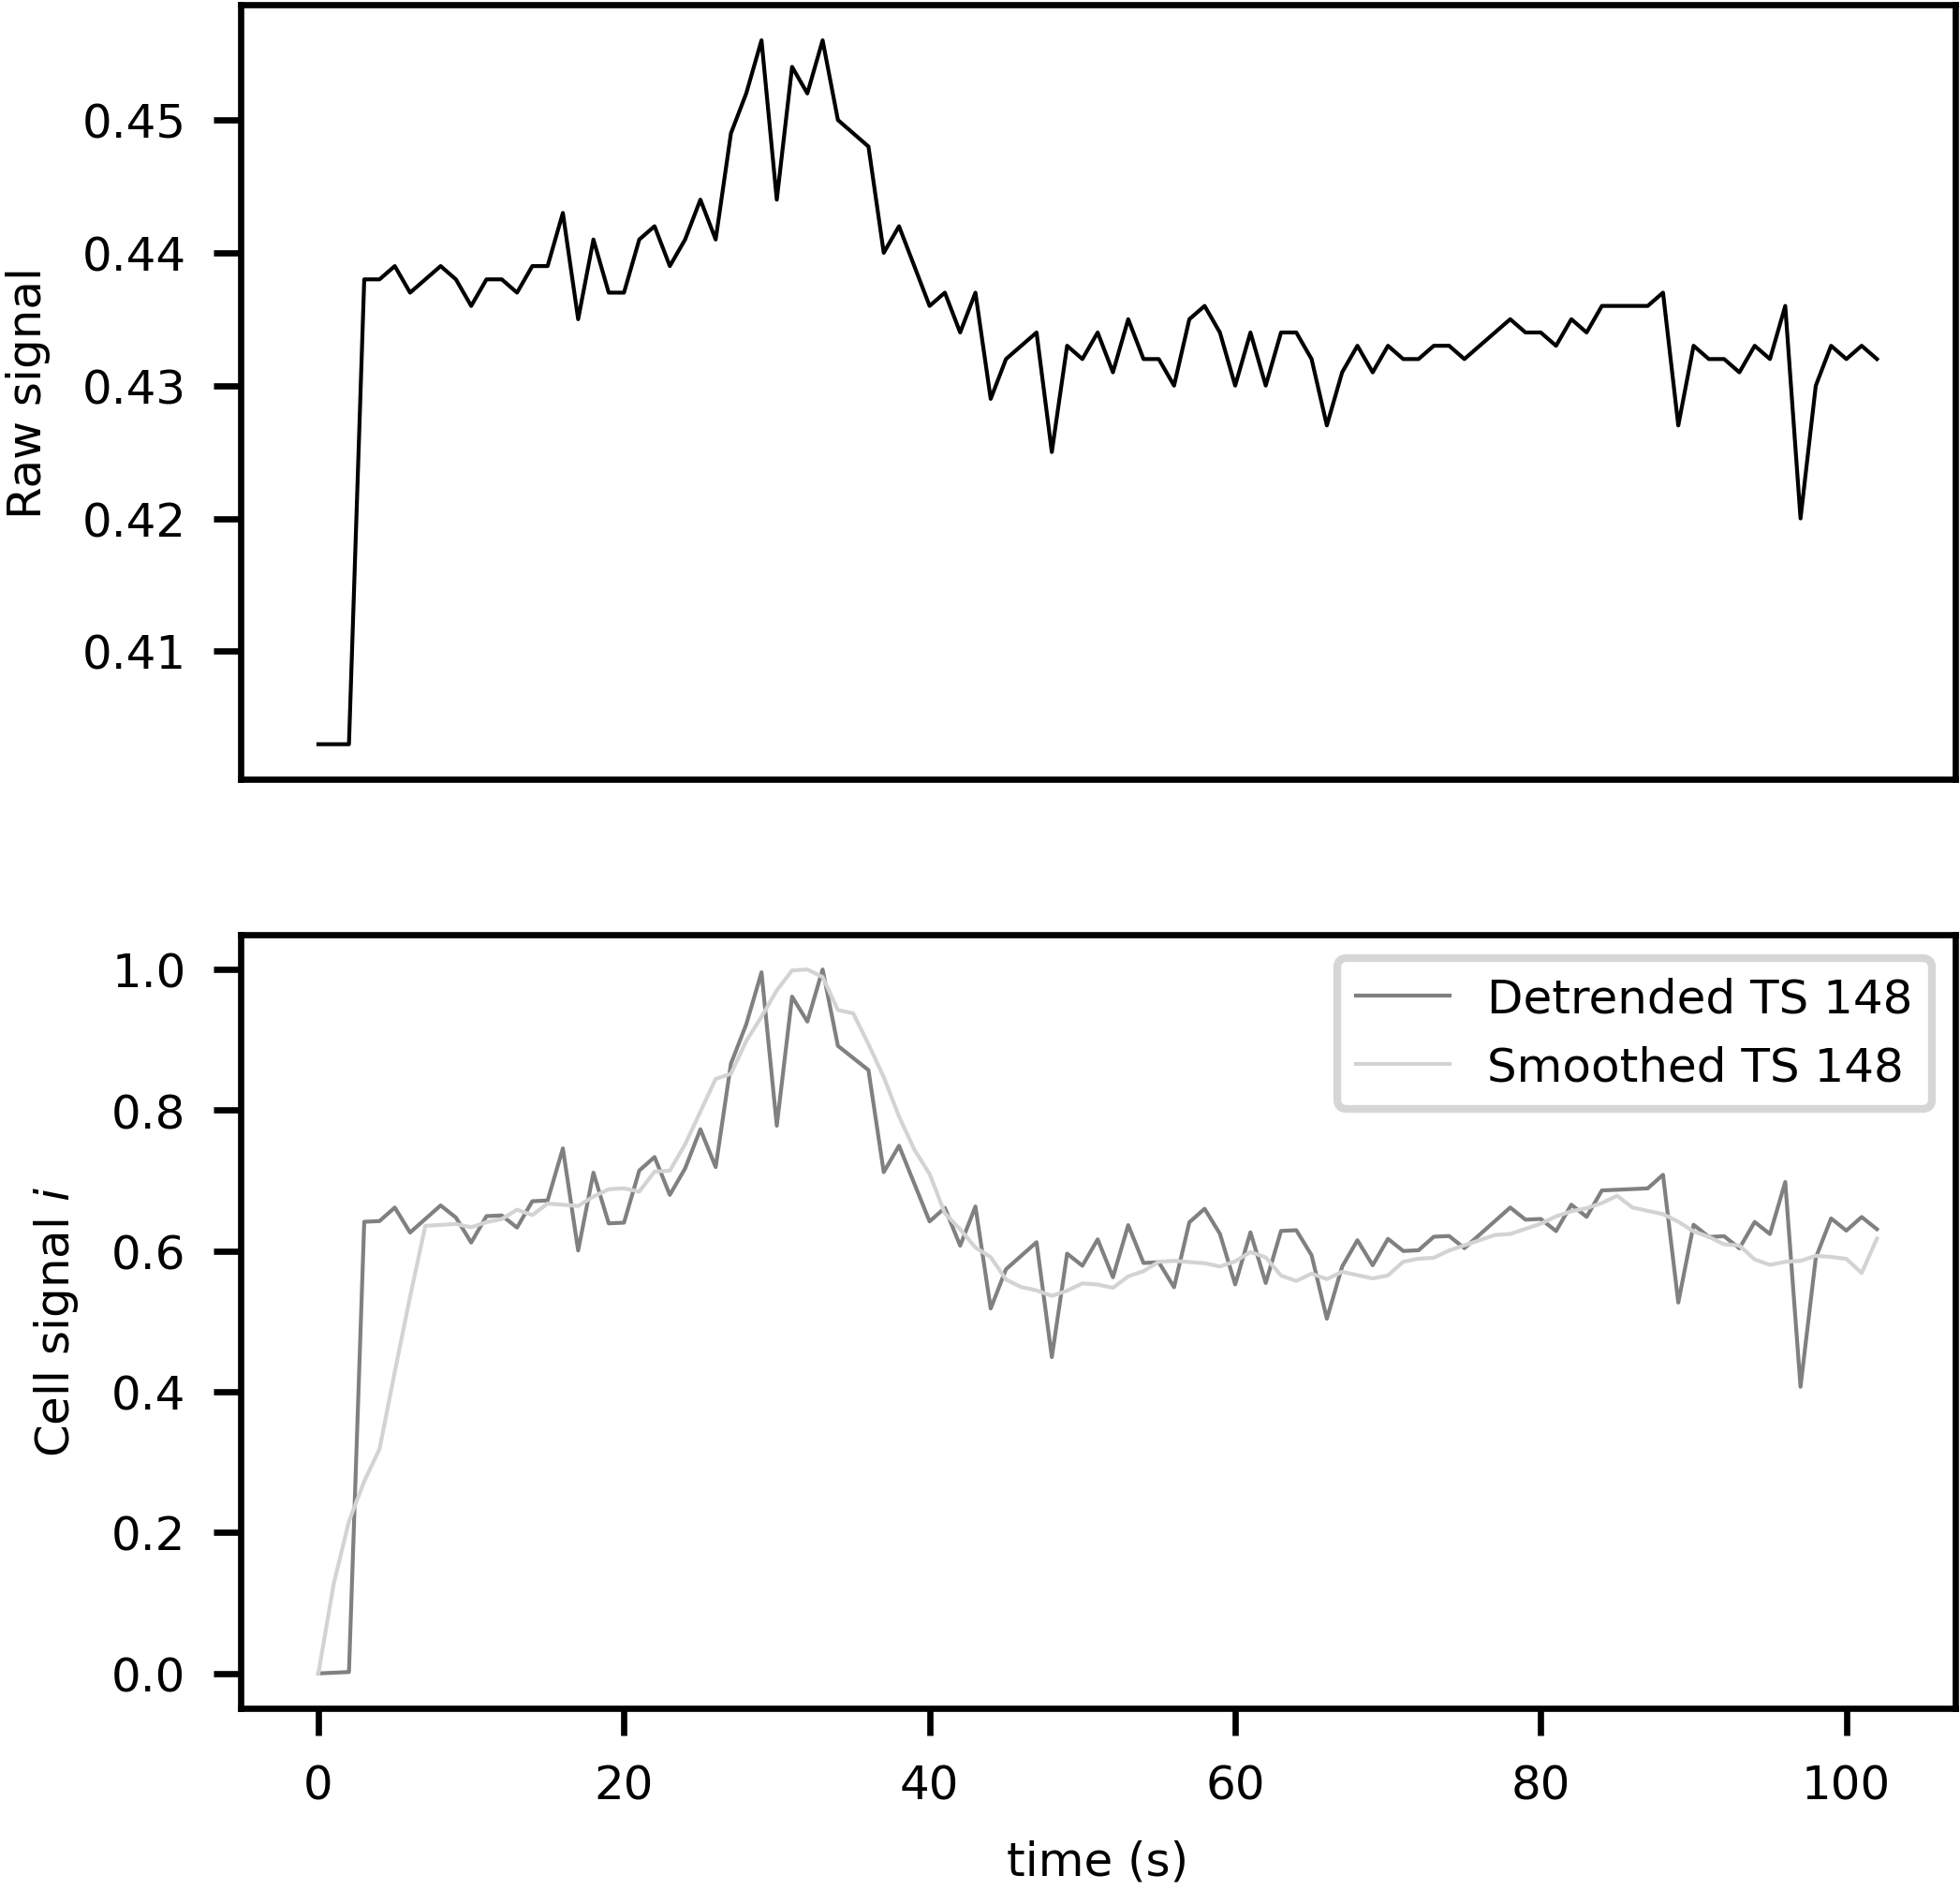 Raw signal
0.45
0.44
0.43
0.42
0.41
Cell signal i
1.0
0.8
0.6
0.4
0.2
0.0
Detrended TS 148
Smoothed TS 148
0 20 40 60 80 100
time (s)